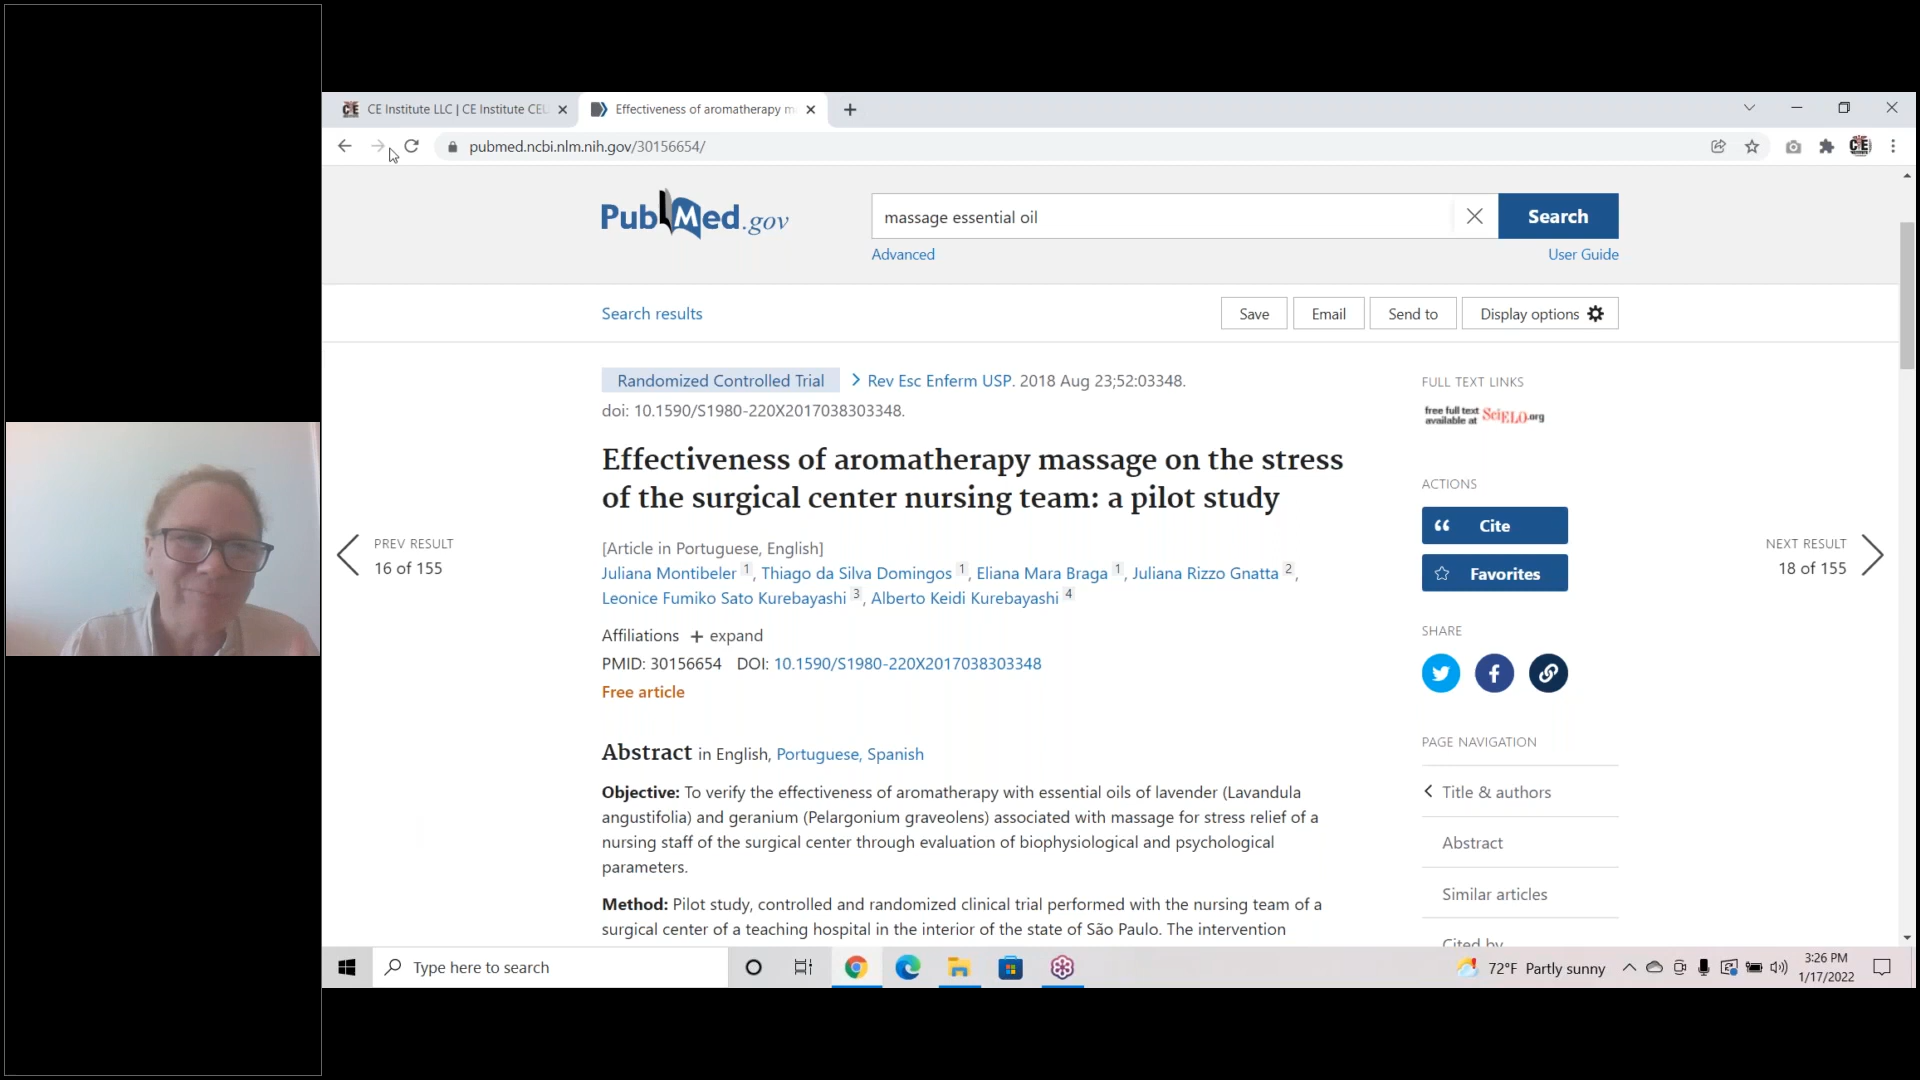 CE Institute LLC | CE Institute CEU
Effectiveness of aromatherapy m
pubmed.ncbi.nlm.nih.gov/30156654/
CE
PubMed.gov
massage essential oil
Search
Advanced
User Guide
Search results
Save
Email
Send to
Display options
Randomized Controlled Trial
Rev Esc Enferm USP. 2018 Aug 23;52:03348.
doi: 10.1590/S1980-220X2017038303348.
Effectiveness of aromatherapy massage on the stress
of the surgical center nursing team: a pilot study
[Article in Portuguese, English]
Juliana Montibeler 1, Thiago da Silva Domingos 1, Eliana Mara Braga 1, Juliana Rizzo Gnatta 2,
Leonice Fumiko Sato Kurebayashi 3, Alberto Keidi Kurebayashi 4
Affiliations + expand
PMID: 30156654 DOI: 10.1590/S1980-220X2017038303348
Free article
Abstract in English, Portuguese, Spanish
Objective: To verify the effectiveness of aromatherapy with essential oils of lavender (Lavandula
angustifolia) and geranium (Pelargonium graveolens) associated with massage for stress relief of a
nursing staff of the surgical center through evaluation of biophysiological and psychological
parameters.
Method: Pilot study, controlled and randomized clinical trial performed with the nursing team of a
surgical center of a teaching hospital in the interior of the state of São Paulo. The intervention
PREV RESULT
16 of 155
NEXT RESULT
18 of 155
FULL TEXT LINKS
free full text
available at SciELO.org
ACTIONS
Cite
Favorites
SHARE
PAGE NAVIGATION
Title & authors
Abstract
Similar articles
Cited by
Type here to search
72°F Partly sunny
3:26 PM
1/17/2022